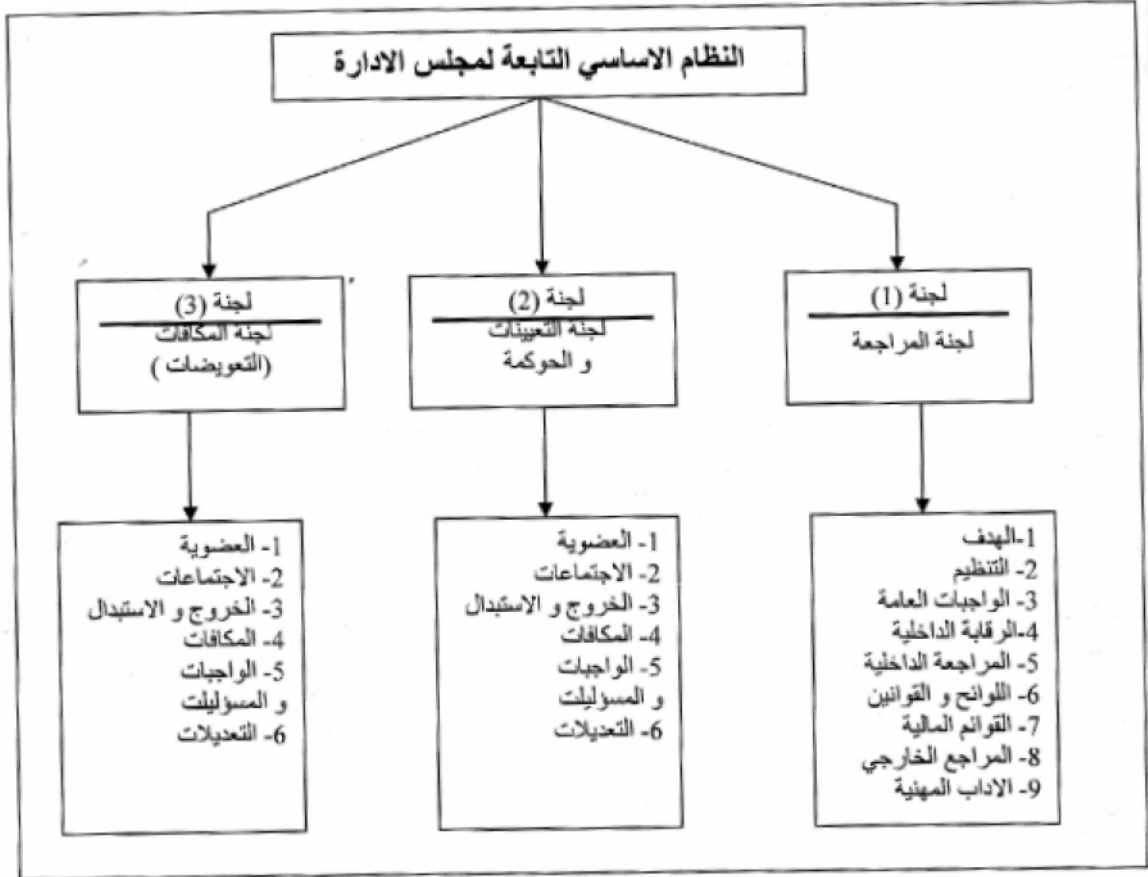 النظام الاساسي التابعة لمجلس الادارة
لجنة (1)
لجنة المراجعة
لجنة (2)
لجنة التعيينات
و الحوكمة
لجنة (3)
لجنة المكافات
(التعويضات )
1-الهدف
2- التنظيم
3- الواجبات العامة
4-الرقابة الداخلية
5- المراجعة الداخلية
6- اللوائح و القوانين
7- القوائم المالية
8- المراجع الخارجي
9- الاداب المهنية
1- العضوية
2- الاجتماعات
3- الخروج و الاستبدال
4- المكافات
5- الواجبات
و المسؤليلت
6- التعديلات
1- العضوية
2- الاجتماعات
3- الخروج و الاستبدال
4- المكافات
5- الواجبات
و المسؤليلت
6- التعديلات